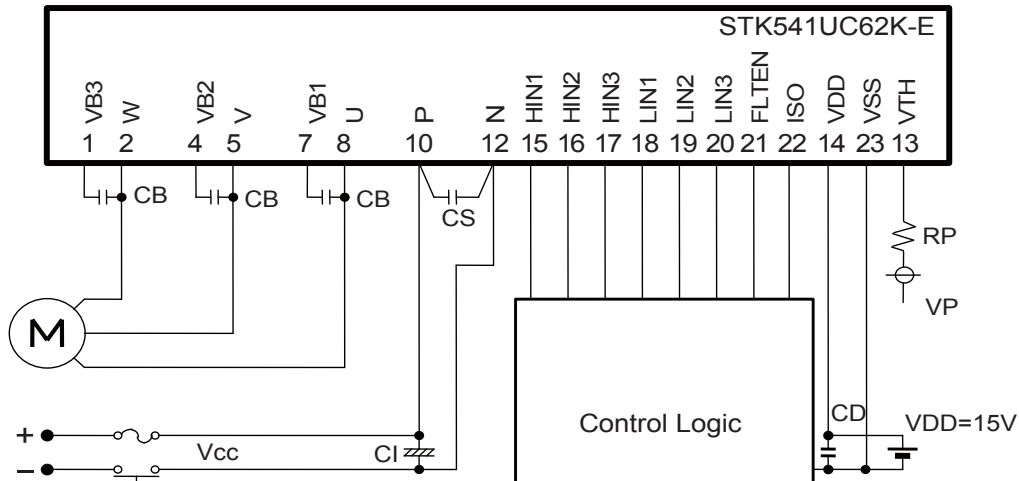 STK541UC62K-E
VB3 W VB2 V VB1 U P N HIN1 HIN2 HIN3 LIN1 LIN2 LIN3 FLTEN ISO VDD VSS VTH
1 2 4 5 7 8 10 12 15 16 17 18 19 20 21 22 14 23 13
CB CB CB CS
RP
VP
M
Control Logic
CD VDD=15V
+
Vcc CI
–